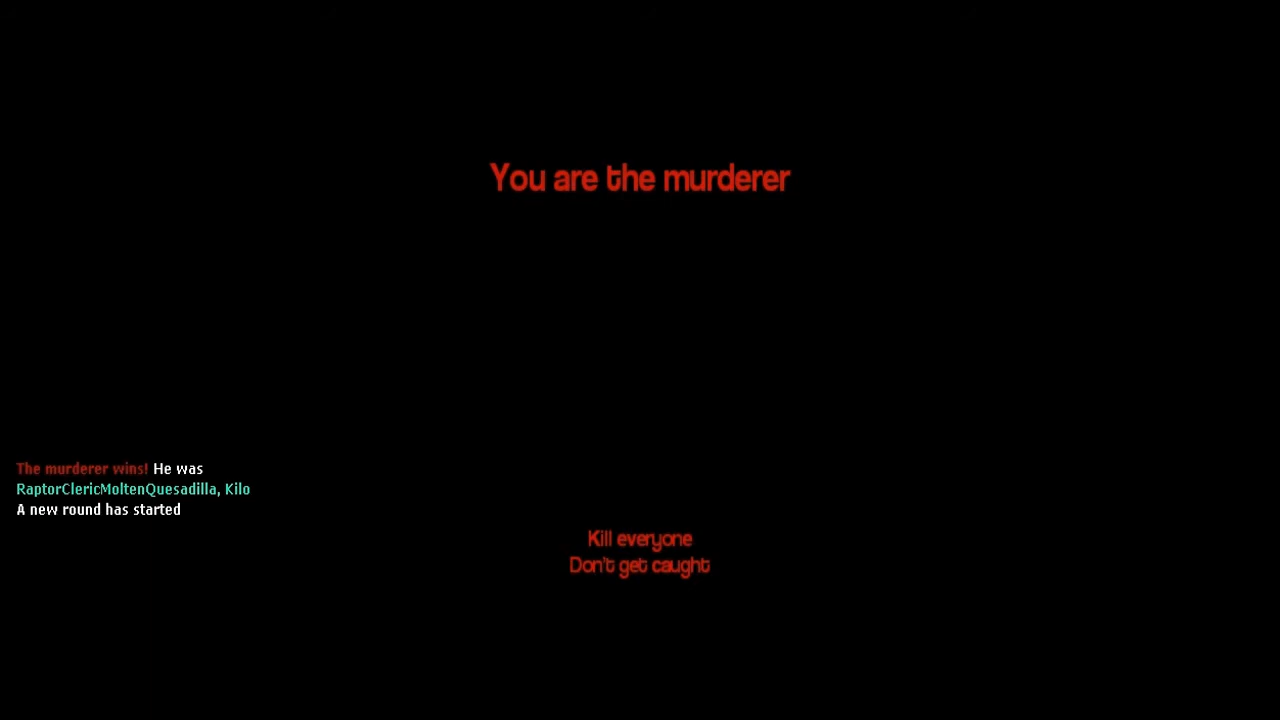 You are the murderer
The murderer wins! He was
RaptorClericMoltenQuesadilla, Kilo
A new round has started
Kill everyone
Don't get caught